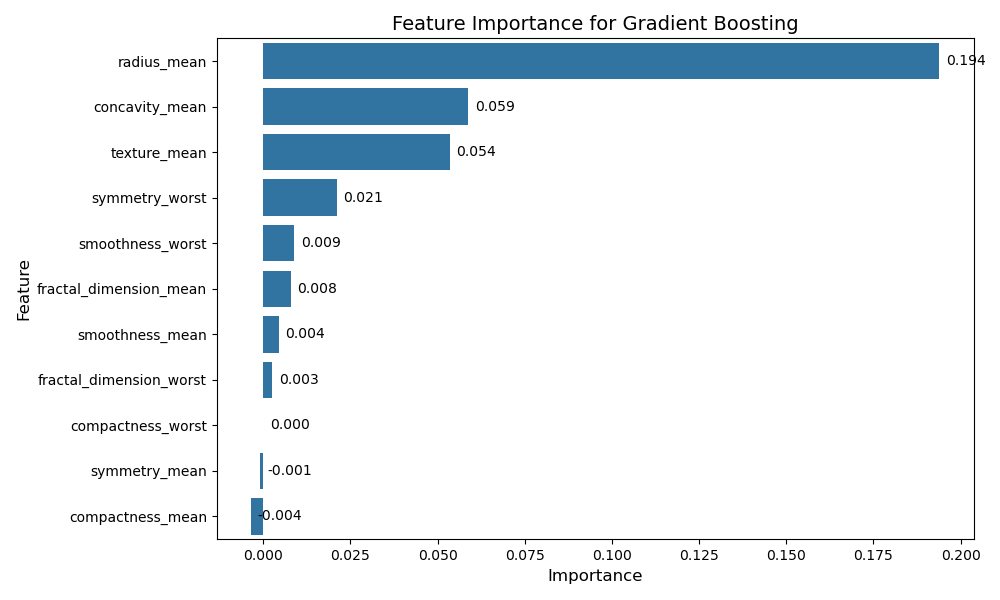 Feature Importance for Gradient Boosting
radius_mean 0.194
concavity_mean 0.059
texture_mean 0.054
symmetry_worst 0.021
smoothness_worst 0.009
fractal_dimension_mean 0.008
smoothness_mean 0.004
fractal_dimension_worst 0.003
compactness_worst 0.000
symmetry_mean -0.001
compactness_mean -0.004
Feature
0.000 0.025 0.050 0.075 0.100 0.125 0.150 0.175 0.200
Importance